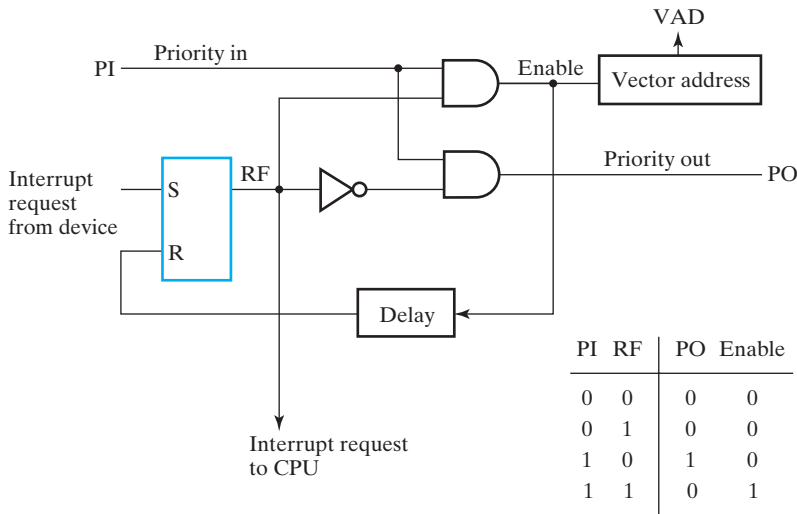 VAD
Priority in
PI
Enable
Vector address
Priority out
PO
RF
Interrupt
request
from device
S
R
Delay
Interrupt request
to CPU
PI RF PO Enable
0 0 0 0
0 1 0 0
1 0 1 0
1 1 0 1